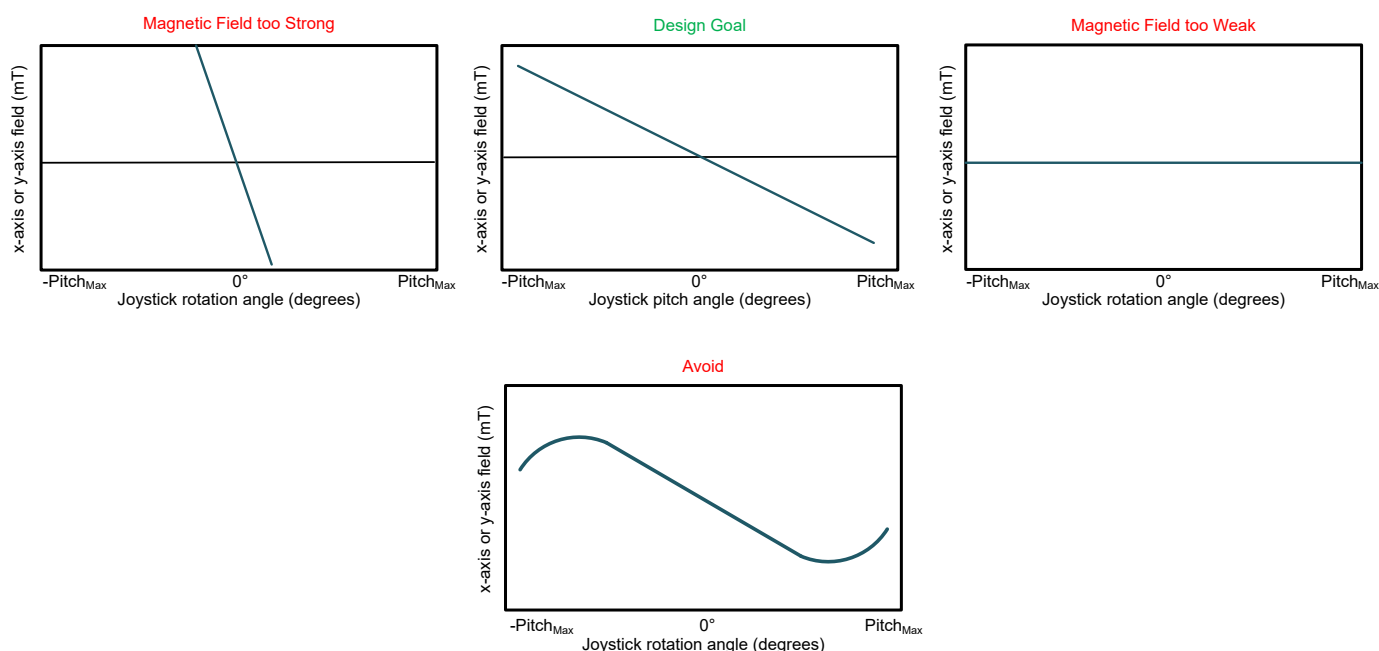 Magnetic Field too Strong
x-axis or y-axis field (mT)
-PitchMax
0°
PitchMax
Joystick rotation angle (degrees)
Design Goal
x-axis or y-axis field (mT)
-PitchMax
0°
PitchMax
Joystick pitch angle (degrees)
Magnetic Field too Weak
x-axis or y-axis field (mT)
-PitchMax
0°
PitchMax
Joystick rotation angle (degrees)
Avoid
x-axis or y-axis field (mT)
-PitchMax
0°
PitchMax
Joystick rotation angle (degrees)